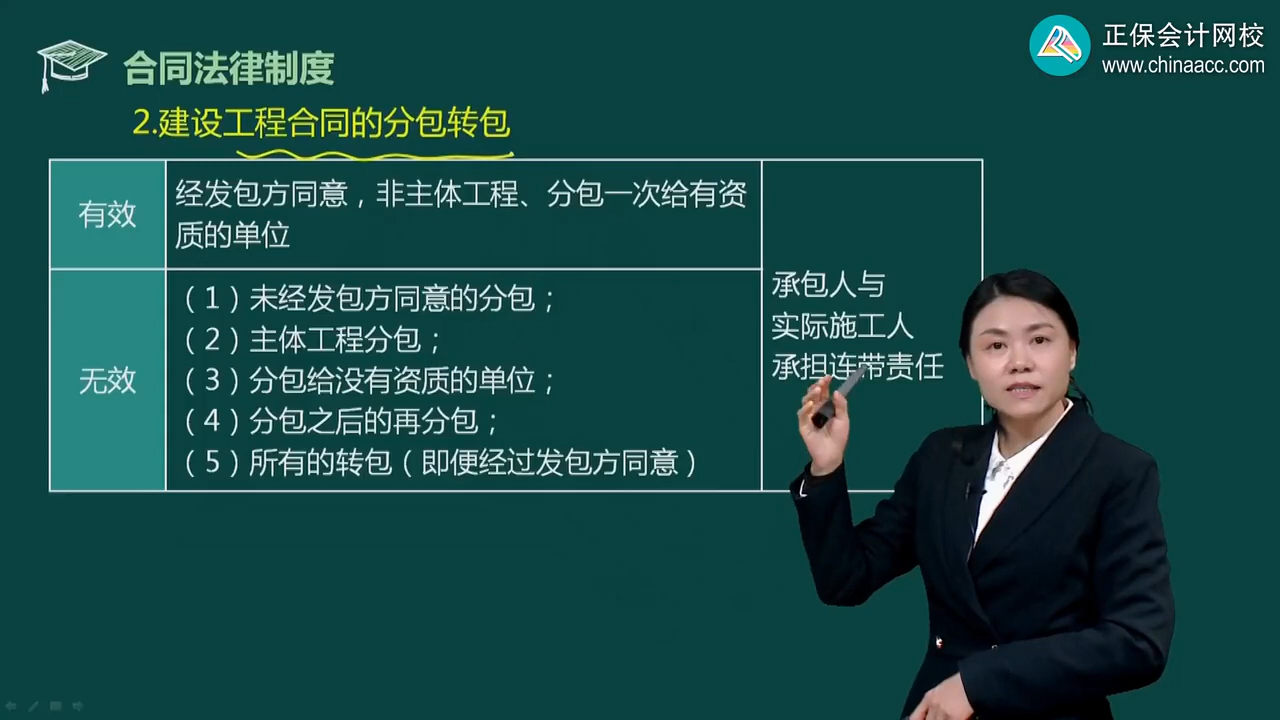 正保会计网校
www.chinaacc.com
合同法律制度
2.建设工程合同的分包转包
有效
经发包方同意，非主体工程、分包一次给有资
质的单位
无效
（1）未经发包方同意的分包；
（2）主体工程分包；
（3）分包给没有资质的单位；
（4）分包之后的再分包；
（5）所有的转包（即便经过发包方同意）
承包人与
实际施工人
承担连带责任